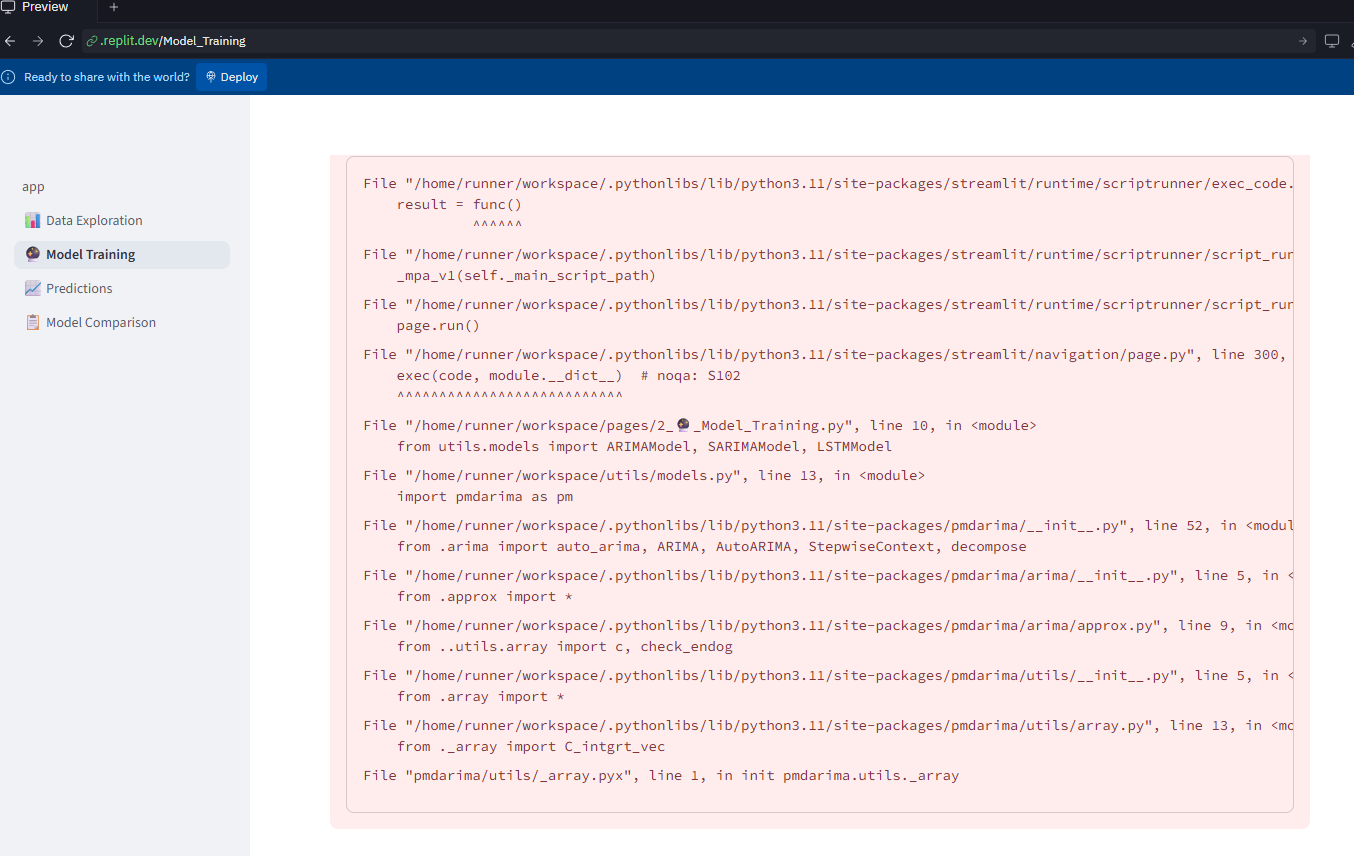 Preview
+
.replit.dev/Model_Training
Ready to share with the world? Deploy
app
Data Exploration
Model Training
Predictions
Model Comparison
File "/home/runner/workspace/.pythonlibs/lib/python3.11/site-packages/streamlit/runtime/scriptrunner/exec_code.
result = func()
^^^^^^
File "/home/runner/workspace/.pythonlibs/lib/python3.11/site-packages/streamlit/runtime/scriptrunner/script_run
_mpa_v1(self._main_script_path)
File "/home/runner/workspace/.pythonlibs/lib/python3.11/site-packages/streamlit/runtime/scriptrunner/script_run
page.run()
File "/home/runner/workspace/.pythonlibs/lib/python3.11/site-packages/streamlit/navigation/page.py", line 300,
exec(code, module.__dict__)  # noqa: S102
^^^^^^^^^^^^^^^^^^^^^^^^^^^
File "/home/runner/workspace/pages/2_🔮_Model_Training.py", line 10, in <module>
from utils.models import ARIMAModel, SARIMAModel, LSTMModel
File "/home/runner/workspace/utils/models.py", line 13, in <module>
import pmdarima as pm
File "/home/runner/workspace/.pythonlibs/lib/python3.11/site-packages/pmdarima/__init__.py", line 52, in <modul
from .arima import auto_arima, ARIMA, AutoARIMA, StepwiseContext, decompose
File "/home/runner/workspace/.pythonlibs/lib/python3.11/site-packages/pmdarima/arima/__init__.py", line 5, in <
from .approx import *
File "/home/runner/workspace/.pythonlibs/lib/python3.11/site-packages/pmdarima/arima/approx.py", line 9, in <mo
from ..utils.array import c, check_endog
File "/home/runner/workspace/.pythonlibs/lib/python3.11/site-packages/pmdarima/utils/__init__.py", line 5, in <
from .array import *
File "/home/runner/workspace/.pythonlibs/lib/python3.11/site-packages/pmdarima/utils/array.py", line 13, in <mo
from ._array import C_intgrt_vec
File "pmdarima/utils/_array.pyx", line 1, in init pmdarima.utils._array